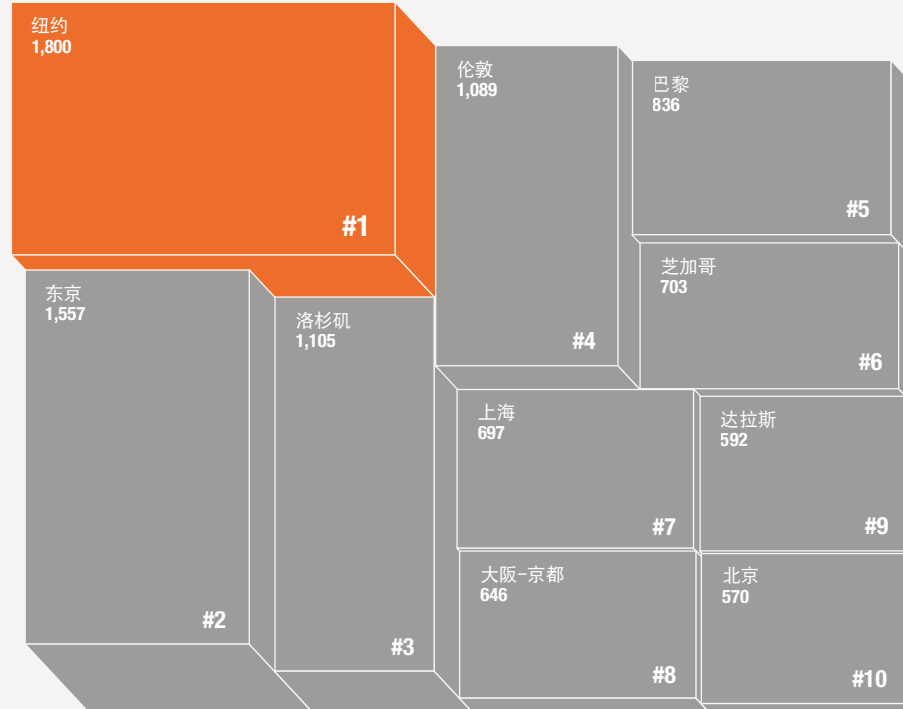 纽约
1,800
#1
东京
1,557
#2
洛杉矶
1,105
#3
伦敦
1,089
#4
巴黎
836
#5
芝加哥
703
#6
上海
697
#7
大阪-京都
646
#8
达拉斯
592
#9
北京
570
#10